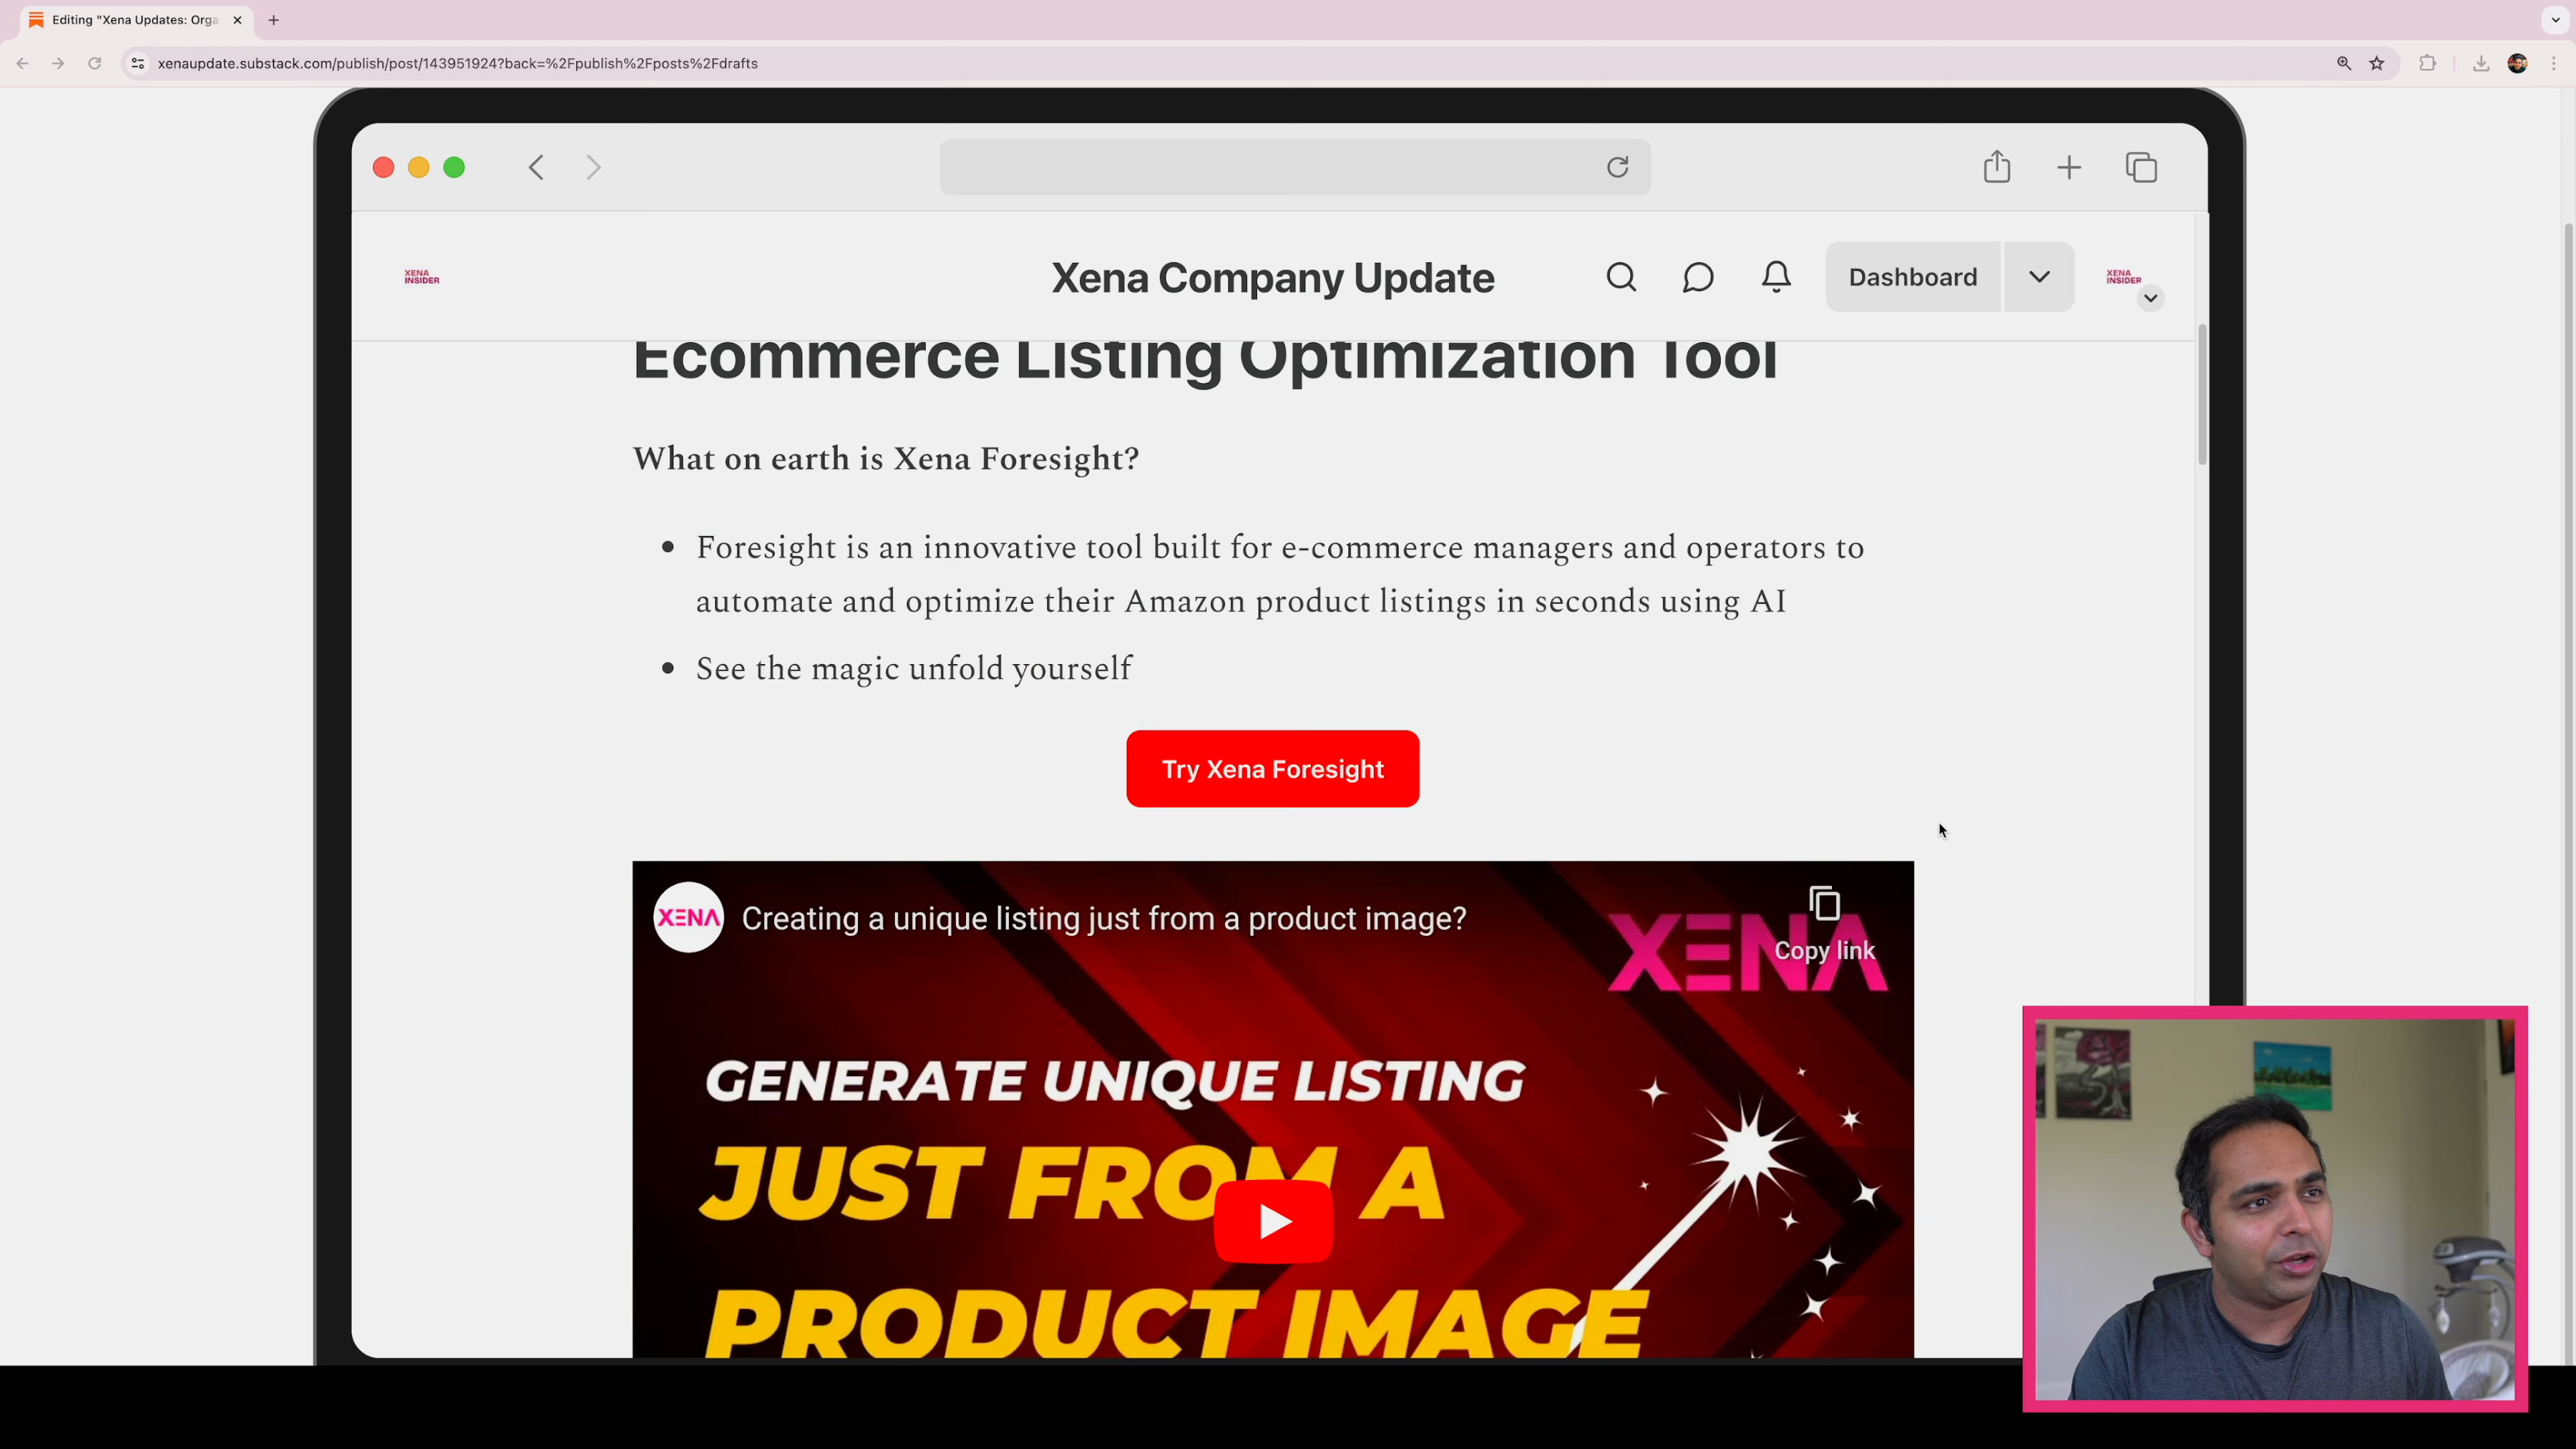 Editing "Xena Updates: Orga
xenaupdate.substack.com/publish/post/143951924?back=%2Fpublish%2Fposts%2Fdrafts
XENA
INSIDER
Xena Company Update
Dashboard
XENA
INSIDER
Ecommerce Listing Optimization Tool
What on earth is Xena Foresight?
• Foresight is an innovative tool built for e-commerce managers and operators to
automate and optimize their Amazon product listings in seconds using AI
• See the magic unfold yourself
Try Xena Foresight
XENA
Creating a unique listing just from a product image?
XENA
Copy link
GENERATE UNIQUE LISTING
JUST FROM A
PRODUCT IMAGE